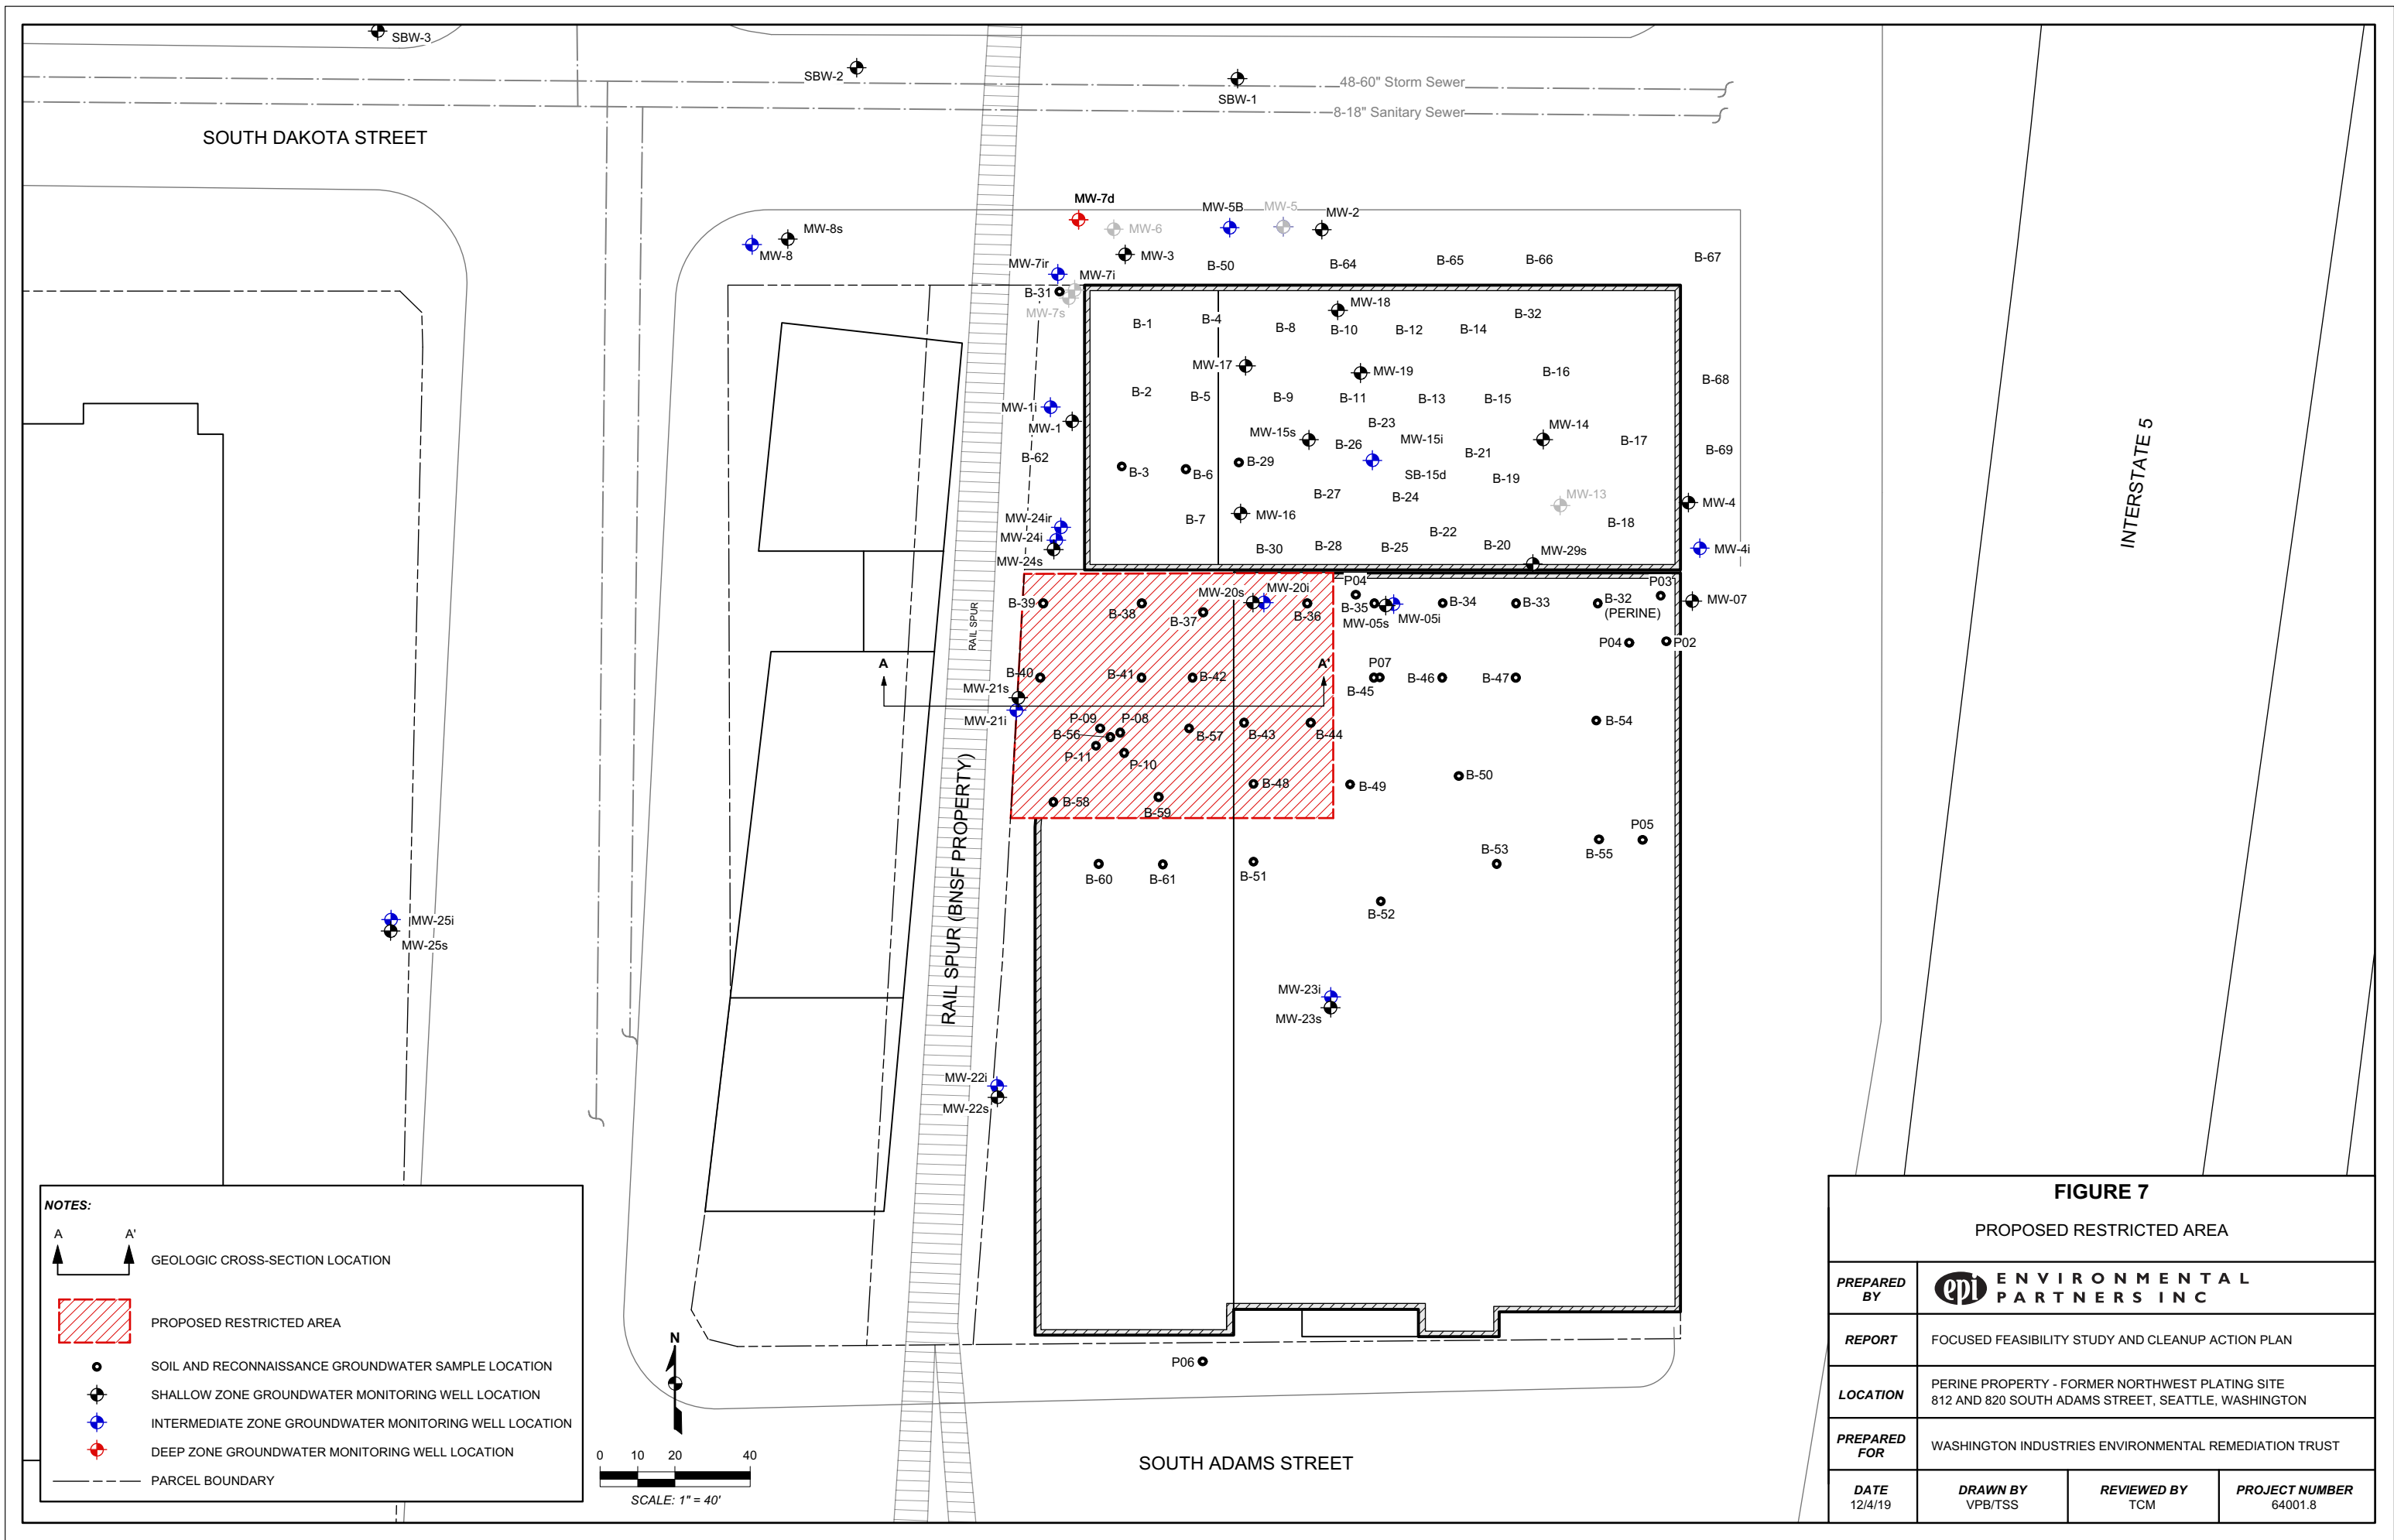 SBW-3
SBW-2
SBW-1
48-60" Storm Sewer
8-18" Sanitary Sewer
SOUTH DAKOTA STREET
MW-7d
MW-6
MW-5B
MW-5
MW-2
MW-8s
MW-8
MW-3
MW-7ir
MW-7i
B-31
MW-7s
B-50
B-64
B-65
B-66
B-67
B-1
B-4
B-8
MW-18
B-10
B-12
B-14
B-32
MW-17
MW-19
B-16
B-68
B-2
B-5
B-9
B-11
B-13
B-15
MW-1i
MW-1
B-23
MW-15s
B-26
MW-15i
MW-14
B-17
B-62
B-3
B-6
B-29
B-21
B-69
SB-15d
B-19
B-27
B-24
MW-13
MW-4
MW-24ir
MW-24i
MW-24s
B-7
MW-16
B-22
B-18
B-30
B-28
B-25
B-20
MW-29s
MW-4i
INTERSTATE 5
RAIL SPUR
B-39
B-38
B-37
MW-20s
MW-20i
B-36
P04
B-35
MW-05s
MW-05i
B-34
B-33
B-32
(PERINE)
P03
MW-07
P04
P02
A
A'
B-40
B-41
B-42
P07
B-45
B-46
B-47
MW-21s
MW-21i
P-09
P-08
B-56
P-11
P-10
B-57
B-43
B-44
B-54
B-58
B-59
B-48
B-49
B-50
RAIL SPUR (BNSF PROPERTY)
P05
B-55
B-53
B-60
B-61
B-51
B-52
MW-25i
MW-25s
MW-23i
MW-23s
MW-22i
MW-22s
P06
SOUTH ADAMS STREET
NOTES:
A A'
GEOLOGIC CROSS-SECTION LOCATION
PROPOSED RESTRICTED AREA
SOIL AND RECONNAISSANCE GROUNDWATER SAMPLE LOCATION
SHALLOW ZONE GROUNDWATER MONITORING WELL LOCATION
INTERMEDIATE ZONE GROUNDWATER MONITORING WELL LOCATION
DEEP ZONE GROUNDWATER MONITORING WELL LOCATION
PARCEL BOUNDARY
N
0 10 20 40
SCALE: 1" = 40'
FIGURE 7
PROPOSED RESTRICTED AREA
PREPARED
BY
epi
ENVIRONMENTAL
PARTNERS INC
REPORT
FOCUSED FEASIBILITY STUDY AND CLEANUP ACTION PLAN
LOCATION
PERINE PROPERTY - FORMER NORTHWEST PLATING SITE
812 AND 820 SOUTH ADAMS STREET, SEATTLE, WASHINGTON
PREPARED
FOR
WASHINGTON INDUSTRIES ENVIRONMENTAL REMEDIATION TRUST
DATE
12/4/19
DRAWN BY
VPB/TSS
REVIEWED BY
TCM
PROJECT NUMBER
64001.8